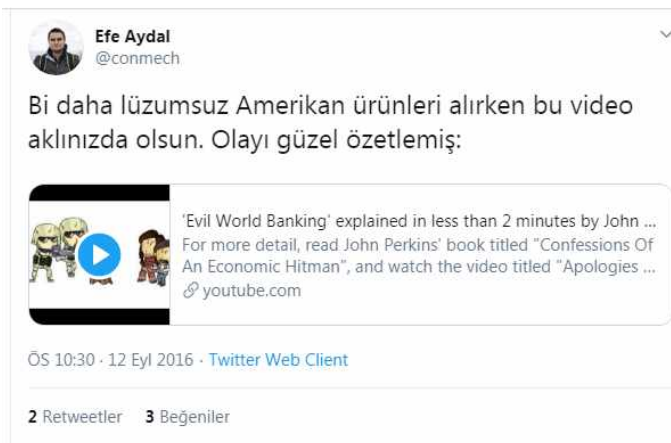 Efe Aydal
@conmech
Bi daha lüzumsuz Amerikan ürünleri alırken bu video
aklınızda olsun. Olayı güzel özetlemiş:
'Evil World Banking' explained in less than 2 minutes by John ...
For more detail, read John Perkins' book titled "Confessions Of
An Economic Hitman", and watch the video titled "Apologies ...
youtube.com
ÖS 10:30 · 12 Eyl 2016 · Twitter Web Client
2 Retweetler 3 Beğeniler